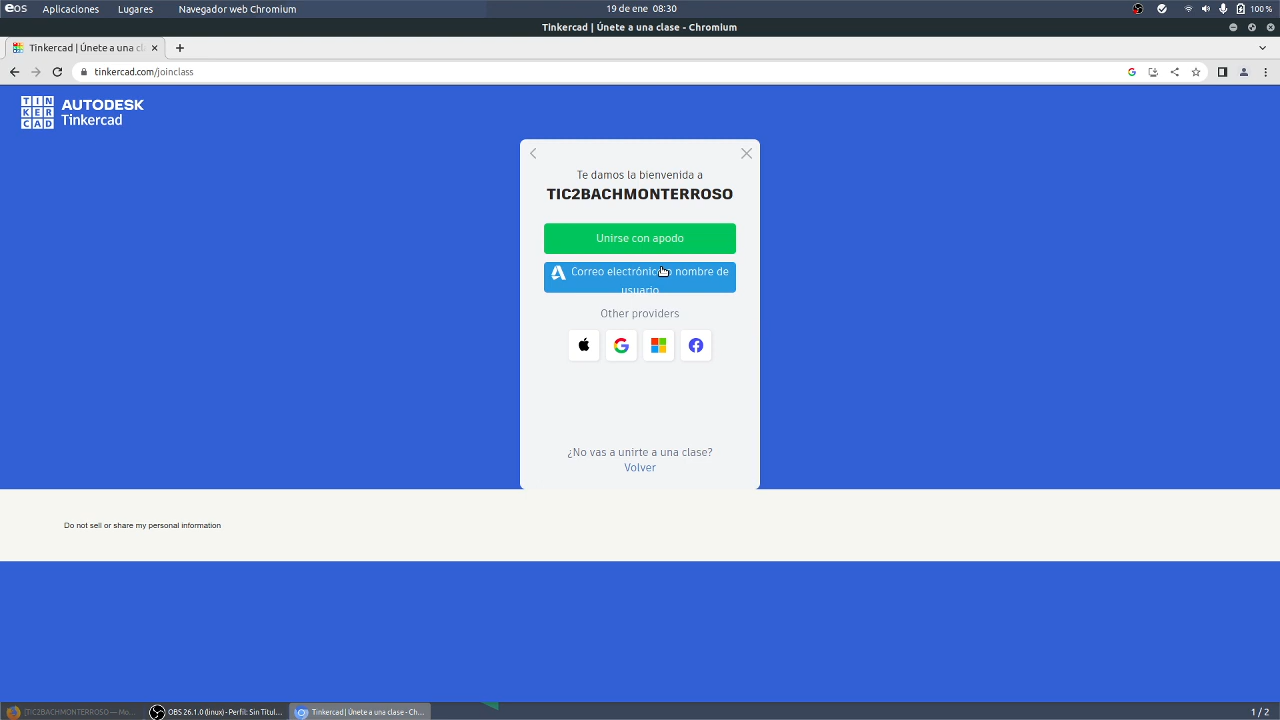 eos Aplicaciones Lugares Navegador web Chromium 19 de ene 08:30 100 %
Tinkercad | Únete a una clase - Chromium
Tinkercad | Únete a una cl
tinkercad.com/joinclass
TIN
KER
CAD
AUTODESK
Tinkercad
Te damos la bienvenida a
TIC2BACHMONTERROSO
Unirse con apodo
Correo electrónico nombre de
usuario
Other providers
¿No vas a unirte a una clase?
Volver
Do not sell or share my personal information
[TIC2BACHMONTERROSO — Mo... OBS 26.1.0 (linux) - Perfil: Sin Títul... Tinkercad | Únete a una clase - Ch... 1 / 2